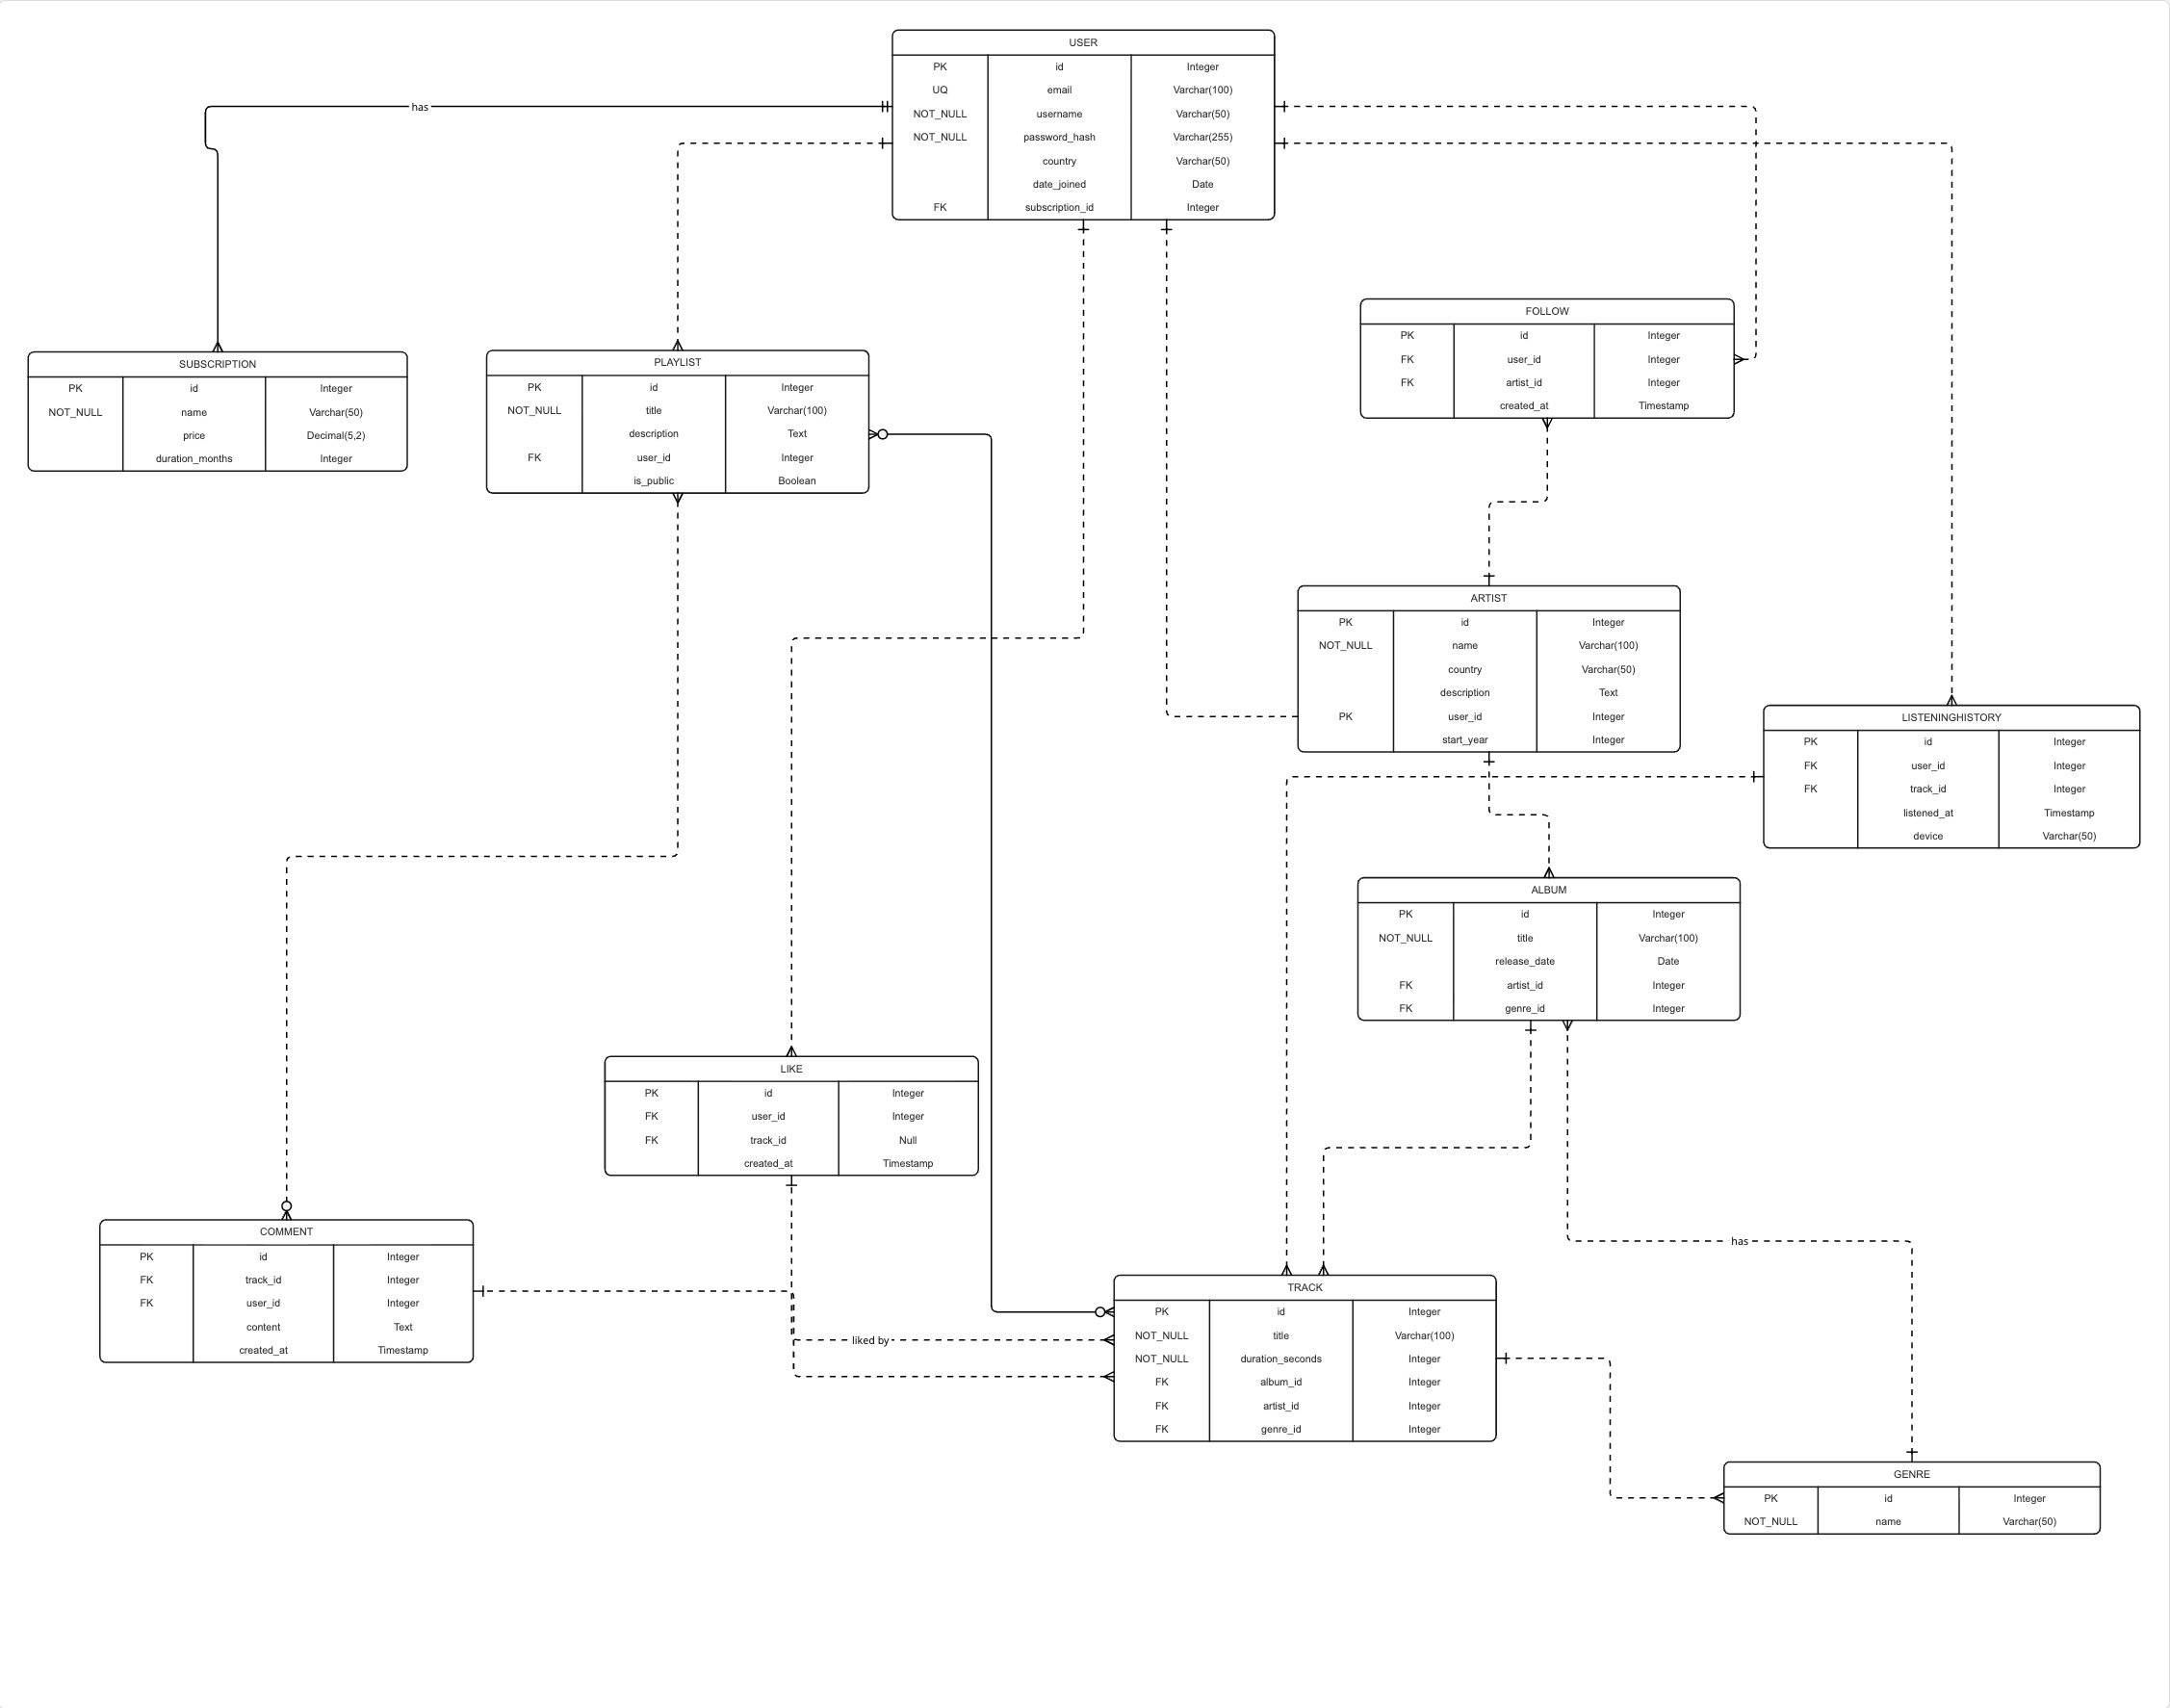 USER
PK id Integer
UQ email Varchar(100)
NOT_NULL username Varchar(50)
NOT_NULL password_hash Varchar(255)
country Varchar(50)
date_joined Date
FK subscription_id Integer
has
FOLLOW
PK id Integer
FK user_id Integer
FK artist_id Integer
created_at Timestamp
SUBSCRIPTION
PK id Integer
NOT_NULL name Varchar(50)
price Decimal(5,2)
duration_months Integer
PLAYLIST
PK id Integer
NOT_NULL title Varchar(100)
description Text
FK user_id Integer
is_public Boolean
ARTIST
PK id Integer
NOT_NULL name Varchar(100)
country Varchar(50)
description Text
PK user_id Integer
start_year Integer
LISTENINGHISTORY
PK id Integer
FK user_id Integer
FK track_id Integer
listened_at Timestamp
device Varchar(50)
ALBUM
PK id Integer
NOT_NULL title Varchar(100)
release_date Date
FK artist_id Integer
FK genre_id Integer
LIKE
PK id Integer
FK user_id Integer
FK track_id Null
created_at Timestamp
COMMENT
PK id Integer
FK track_id Integer
FK user_id Integer
content Text
created_at Timestamp
has
TRACK
PK id Integer
NOT_NULL title Varchar(100)
NOT_NULL duration_seconds Integer
FK album_id Integer
FK artist_id Integer
FK genre_id Integer
liked by
GENRE
PK id Integer
NOT_NULL name Varchar(50)